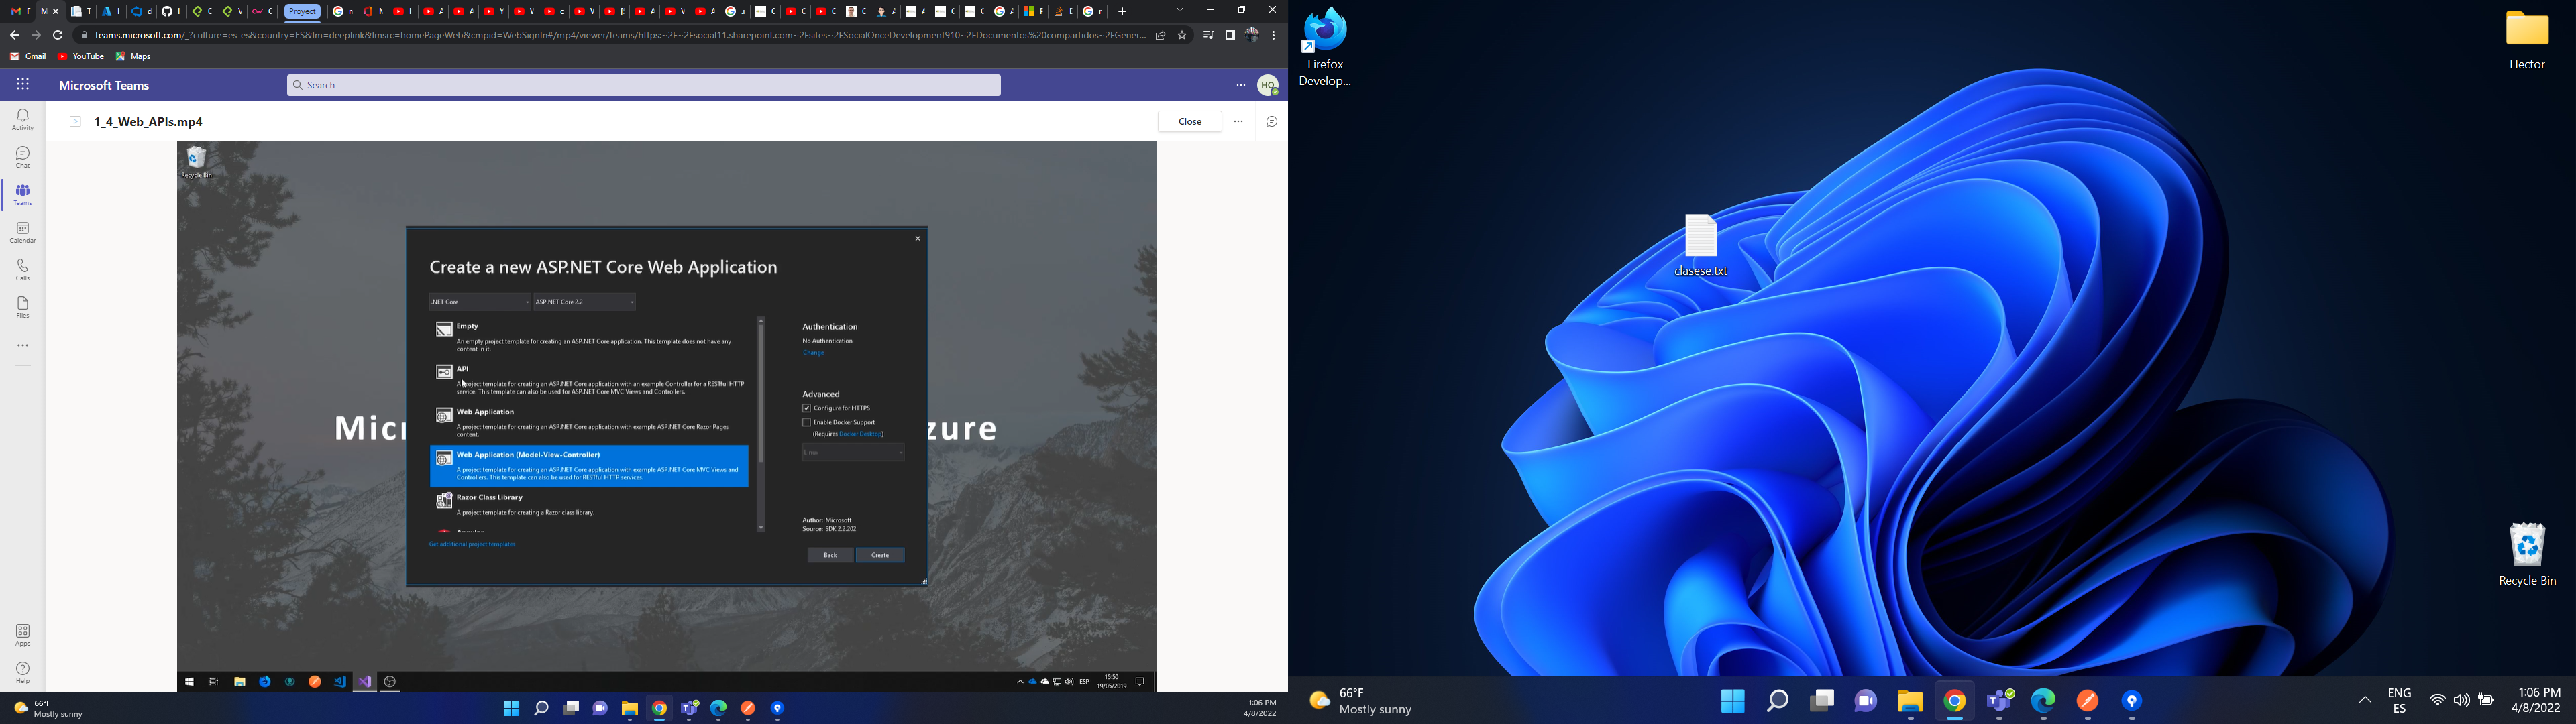 Project
teams.microsoft.com/_?culture=es-es&country=ES&lm=deeplink&lmsrc=homePageWeb&cmpid=WebSignIn#/mp4/viewer/teams/https:~2F~2Fsocial11.sharepoint.com~2Fsites~2FSocialOnceDevelopment910~2FDocumentos%20compartidos~2FGener...
Gmail
YouTube
Maps
Microsoft Teams
Search
HO
Activity
Chat
Teams
Calendar
Calls
Files
Apps
Help
1_4_Web_APIs.mp4
Close
Recycle Bin
Create a new ASP.NET Core Web Application
.NET Core
ASP.NET Core 2.2
Empty
An empty project template for creating an ASP.NET Core application. This template does not have any
content in it.
API
A project template for creating an ASP.NET Core application with an example Controller for a RESTful HTTP
service. This template can also be used for ASP.NET Core MVC Views and Controllers.
Web Application
A project template for creating an ASP.NET Core application with example ASP.NET Core Razor Pages
content.
Web Application (Model-View-Controller)
A project template for creating an ASP.NET Core application with example ASP.NET Core MVC Views and
Controllers. This template can also be used for RESTful HTTP services.
Razor Class Library
A project template for creating a Razor class library.
Get additional project templates
Authentication
No Authentication
Change
Advanced
Configure for HTTPS
Enable Docker Support
(Requires Docker Desktop)
Linux
Author: Microsoft
Source: SDK 2.2.202
Back
Create
Micr
zure
ESP
15:50
19/05/2019
66°F
Mostly sunny
1:06 PM
4/8/2022
Firefox
Develop...
Hector
clasese.txt
Recycle Bin
66°F
Mostly sunny
ENG
ES
1:06 PM
4/8/2022